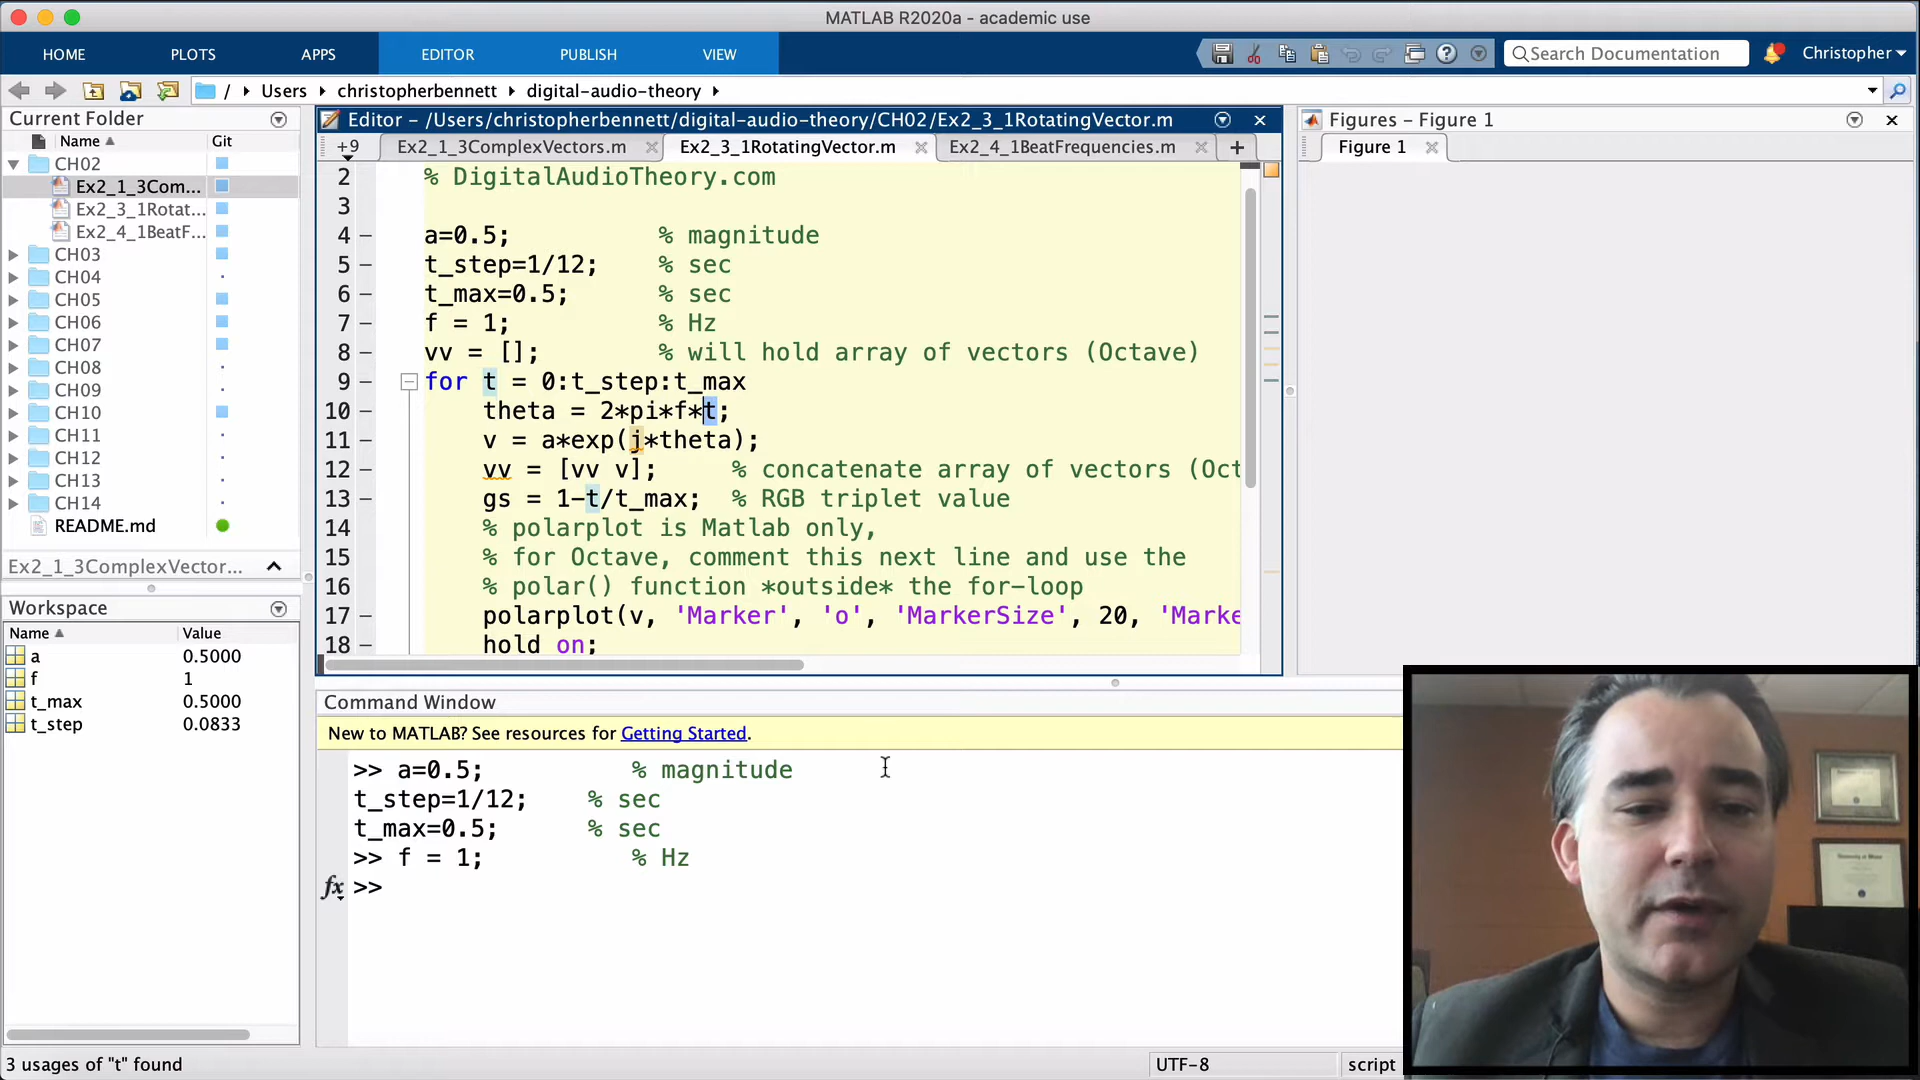 MATLAB R2020a - academic use
HOME PLOTS APPS EDITOR PUBLISH VIEW Search Documentation Christopher
/ Users christopherbennett digital-audio-theory
Current Folder
Name Git
CH02
Ex2_1_3Com...
Ex2_3_1Rotat...
Ex2_4_1BeatF...
CH03
CH04
CH05
CH06
CH07
CH08
CH09
CH10
CH11
CH12
CH13
CH14
README.md
Ex2_1_3ComplexVector...
Workspace
Name Value
a 0.5000
f 1
t_max 0.5000
t_step 0.0833
3 usages of "t" found
Editor - /Users/christopherbennett/digital-audio-theory/CH02/Ex2_3_1RotatingVector.m
+9 Ex2_1_3ComplexVectors.m Ex2_3_1RotatingVector.m Ex2_4_1BeatFrequencies.m +
2 % DigitalAudioTheory.com
3
4 – a=0.5; % magnitude
5 – t_step=1/12; % sec
6 – t_max=0.5; % sec
7 – f = 1; % Hz
8 – vv = []; % will hold array of vectors (Octave)
9 – for t = 0:t_step:t_max
10 – theta = 2*pi*f*t;
11 – v = a*exp(j*theta);
12 – vv = [vv v]; % concatenate array of vectors (Oct
13 – gs = 1-t/t_max; % RGB triplet value
14 % polarplot is Matlab only,
15 % for Octave, comment this next line and use the
16 % polar() function *outside* the for-loop
17 – polarplot(v, 'Marker', 'o', 'MarkerSize', 20, 'Marke
18 – hold on;
Figures - Figure 1
Figure 1
Command Window
New to MATLAB? See resources for Getting Started.
>> a=0.5; % magnitude
t_step=1/12; % sec
t_max=0.5; % sec
>> f = 1; % Hz
fx >>
UTF-8 script